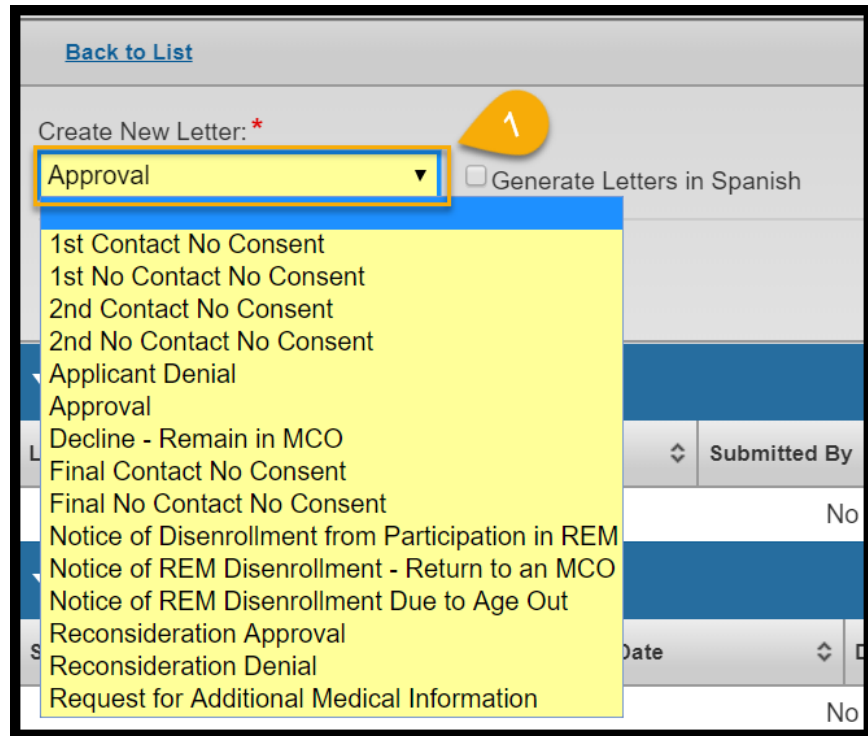 Back to List
Create New Letter:*
1
Approval
Generate Letters in Spanish
1st Contact No Consent
1st No Contact No Consent
2nd Contact No Consent
2nd No Contact No Consent
Applicant Denial
Approval
Decline - Remain in MCO
Submitted By
Final Contact No Consent
Final No Contact No Consent
No
Notice of Disenrollment from Participation in REM
Notice of REM Disenrollment - Return to an MCO
Notice of REM Disenrollment Due to Age Out
Reconsideration Approval
Reconsideration Denial
Date
Request for Additional Medical Information
No